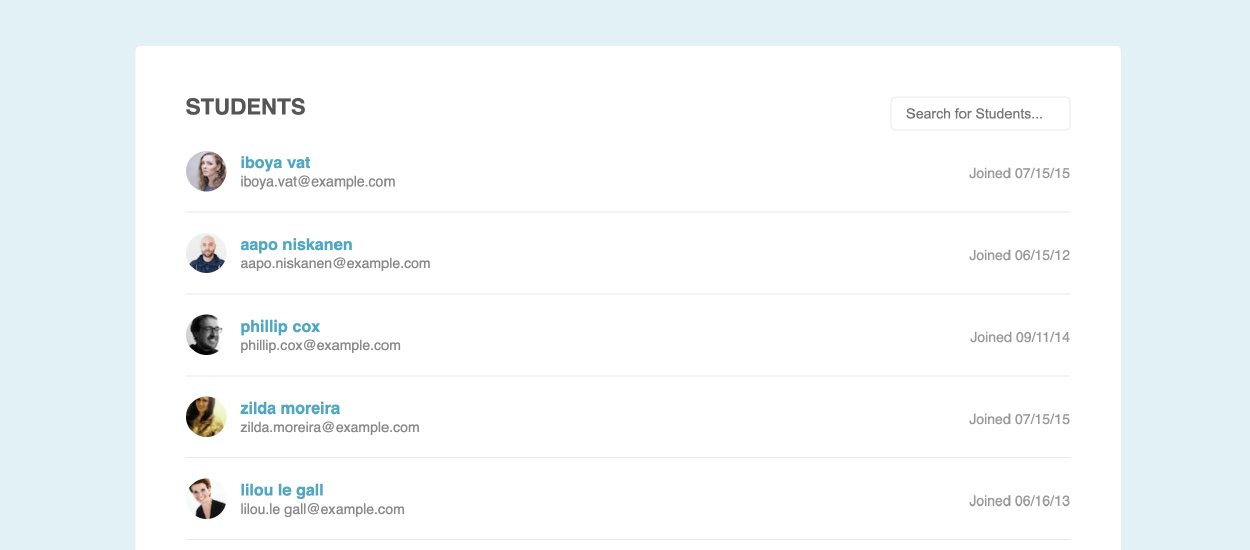 STUDENTS
Search for Students...
iboya vat
iboya.vat@example.com
Joined 07/15/15
aapo niskanen
aapo.niskanen@example.com
Joined 06/15/12
phillip cox
phillip.cox@example.com
Joined 09/11/14
zilda moreira
zilda.moreira@example.com
Joined 07/15/15
lilou le gall
lilou.le gall@example.com
Joined 06/16/13